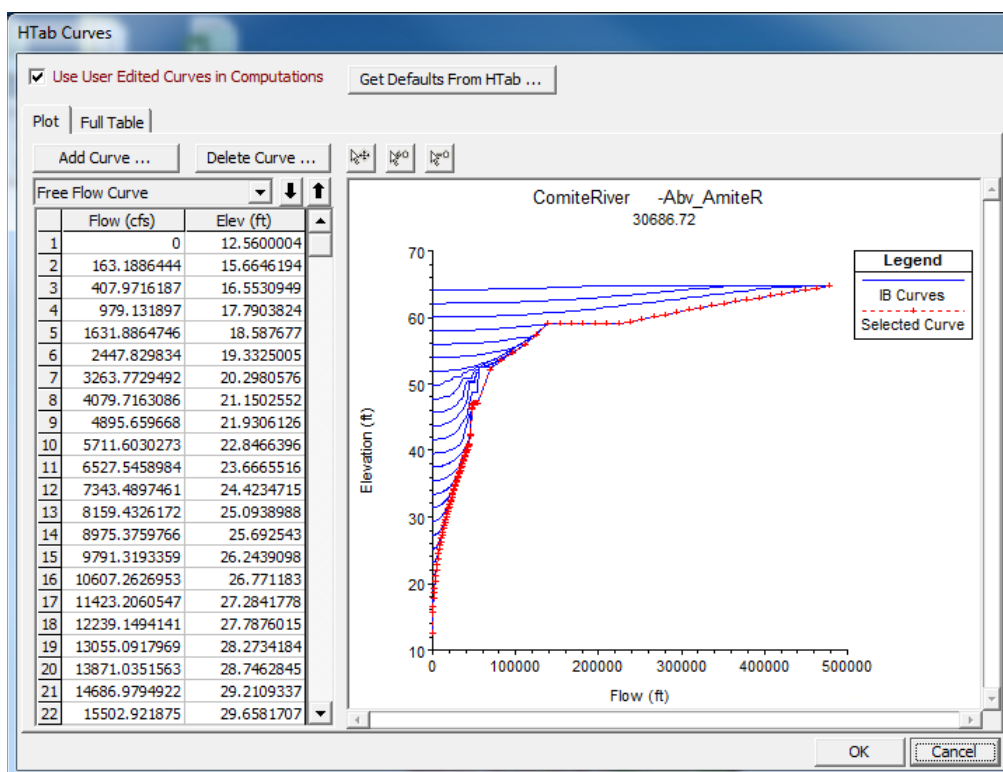 HTab Curves
Use User Edited Curves in Computations
Get Defaults From HTab ...
Plot Full Table
Add Curve ... Delete Curve ...
Free Flow Curve
Flow (cfs) Elev (ft)
1 0 12.5600004
2 163.1886444 15.6646194
3 407.9716187 16.5530949
4 979.131897 17.7903824
5 1631.8864746 18.587677
6 2447.829834 19.3325005
7 3263.7729492 20.2980576
8 4079.7163086 21.1502552
9 4895.659668 21.9306126
10 5711.6030273 22.8466396
11 6527.5458984 23.6665516
12 7343.4897461 24.4234715
13 8159.4326172 25.0938988
14 8975.3759766 25.692543
15 9791.3193359 26.2439098
16 10607.2626953 26.771183
17 11423.2060547 27.2841778
18 12239.1494141 27.7876015
19 13055.0917969 28.2734184
20 13871.0351563 28.7462845
21 14686.9794922 29.2109337
22 15502.921875 29.6581707
ComiteRiver -Abv_AmiteR
30686.72
Elevation (ft)
70
60
50
40
30
20
10
0 100000 200000 300000 400000 500000
Flow (ft)
Legend
IB Curves
Selected Curve
OK Cancel